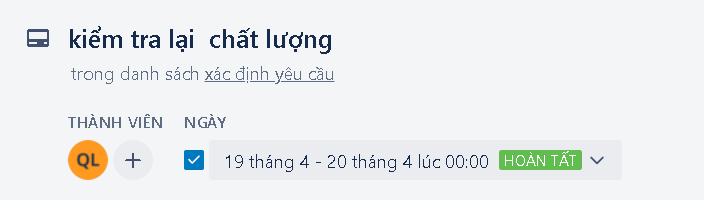 kiểm tra lại  chất lượng
trong danh sách xác định yêu cầu
THÀNH VIÊN NGÀY
QL + 19 tháng 4 - 20 tháng 4 lúc 00:00 HOÀN TẤT